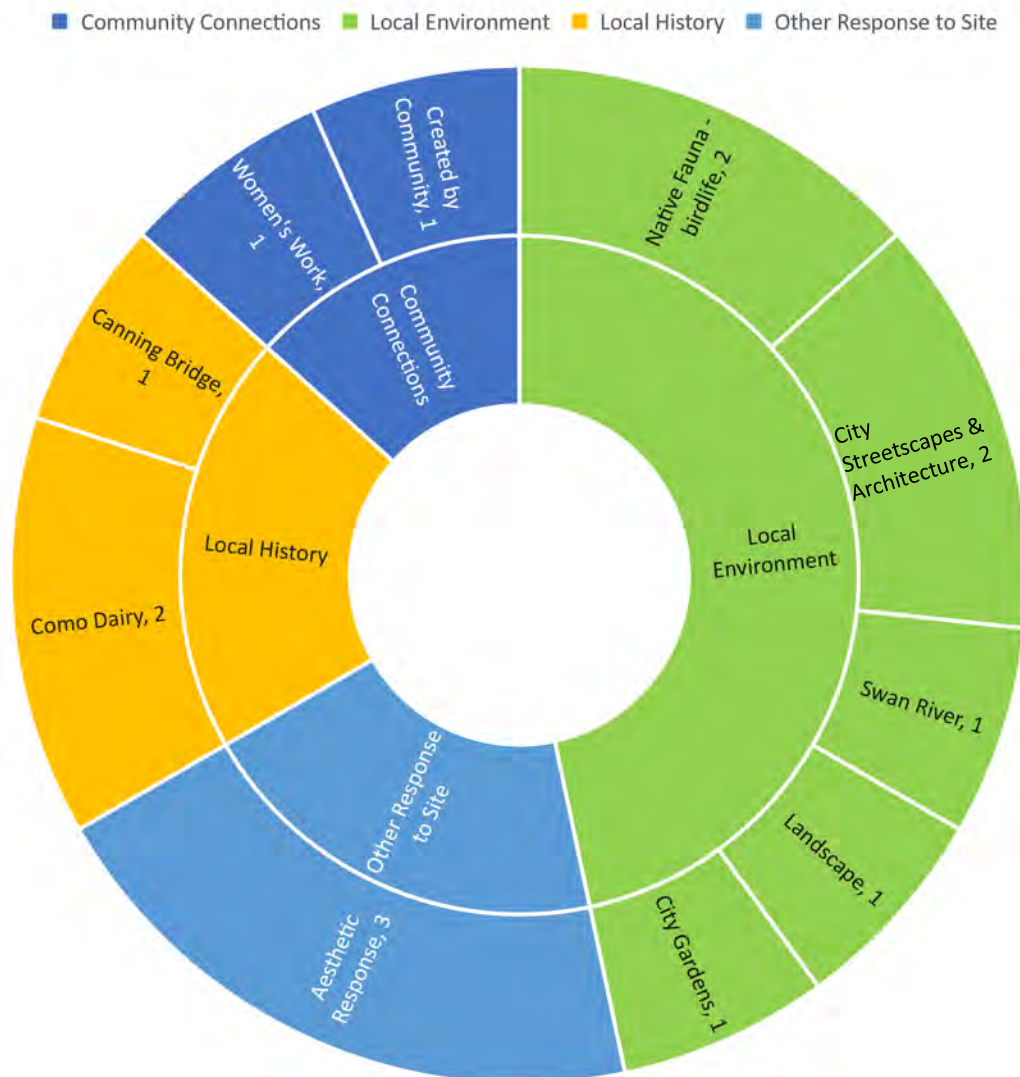 Community Connections
Local Environment
Local History
Other Response to Site
Created by
Community, 1
Women's Work,
1
Community
Connections
Native Fauna -
birdlife, 2
City
Streetscapes &
Architecture, 2
Local
Environment
Swan River, 1
Landscape, 1
City Gardens, 1
Canning Bridge,
1
Local History
Como Dairy, 2
Other Response
to Site
Aesthetic
Response, 3